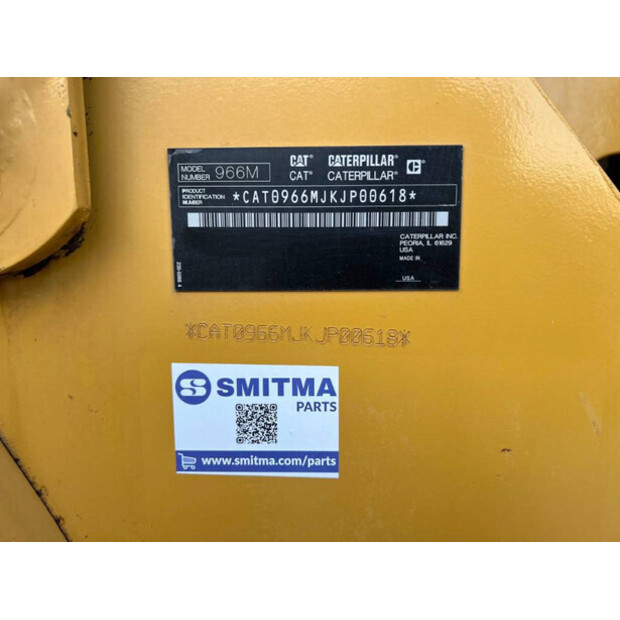 MODEL NUMBER 966M
CAT® CATERPILLAR®
CAT® CATERPILLAR®
PRODUCT IDENTIFICATION NUMBER *CAT0966MJKJP00618*
CATERPILLAR INC.
PEORIA, IL 61629
USA
MADE IN
USA
*CAT0966MJKJP00618*
S SMITMA
PARTS
www.smitma.com/parts